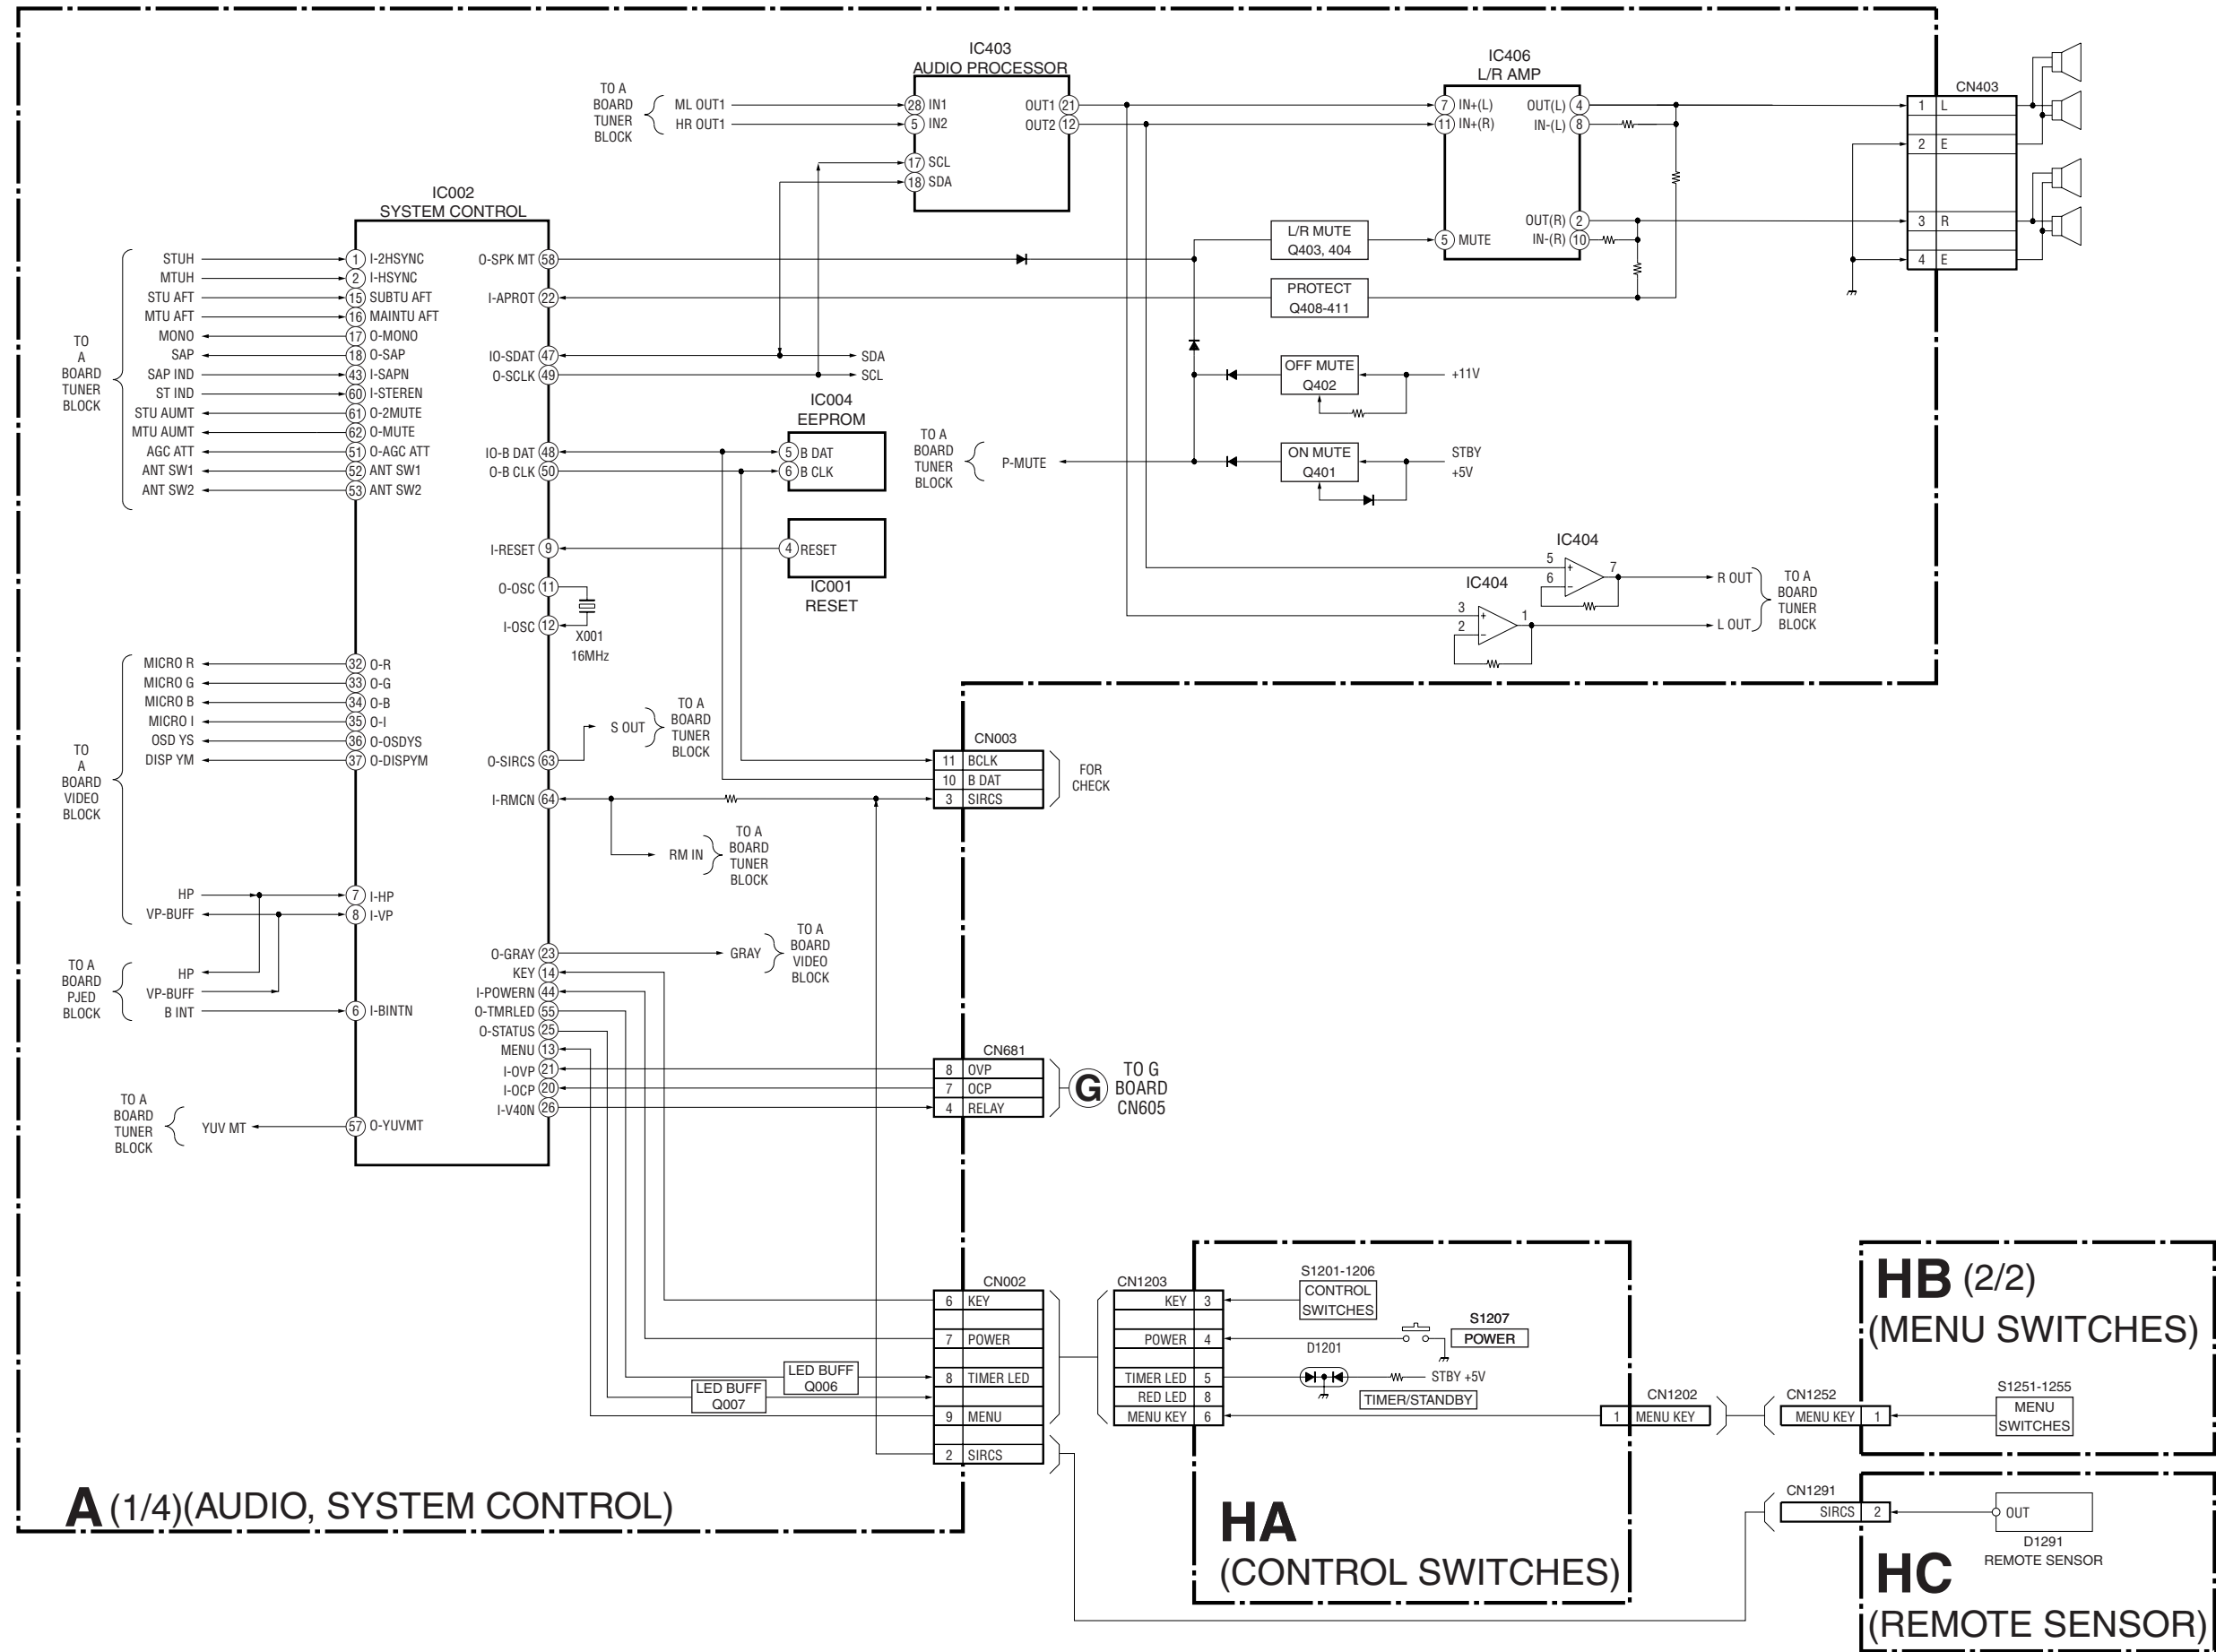 IC403
AUDIO PROCESSOR
28 IN1
5 IN2
17 SCL
18 SDA
OUT1 21
OUT2 12
TO A
BOARD
TUNER
BLOCK
ML OUT1
HR OUT1
IC406
L/R AMP
7 IN+(L)
11 IN+(R)
5 MUTE
OUT(L) 4
IN-(L) 8
OUT(R) 2
IN-(R) 10
CN403
1 L
2 E
3 R
4 E
L/R MUTE
Q403, 404
PROTECT
Q408-411
OFF MUTE
Q402
+11V
ON MUTE
Q401
STBY
+5V
TO A
BOARD
TUNER
BLOCK
P-MUTE
IC002
SYSTEM CONTROL
TO
A
BOARD
TUNER
BLOCK
STUH 1 I-2HSYNC
MTUH 2 I-HSYNC
STU AFT 15 SUBTU AFT
MTU AFT 16 MAINTU AFT
MONO 17 O-MONO
SAP 18 O-SAP
SAP IND 43 I-SAPN
ST IND 60 I-STEREN
STU AUMT 61 O-2MUTE
MTU AUMT 62 O-MUTE
AGC ATT 51 O-AGC ATT
ANT SW1 52 ANT SW1
ANT SW2 53 ANT SW2
O-SPK MT 58
I-APROT 22
IO-SDAT 47
SDA
O-SCLK 49
SCL
IO-B DAT 48
O-B CLK 50
IC004
EEPROM
5 B DAT
6 B CLK
I-RESET 9
4 RESET
IC001
RESET
O-OSC 11
I-OSC 12
X001
16MHz
IC404
5
6
7
R OUT
IC404
3
2
1
L OUT
TO A
BOARD
TUNER
BLOCK
TO
A
BOARD
VIDEO
BLOCK
MICRO R 32 O-R
MICRO G 33 O-G
MICRO B 34 O-B
MICRO I 35 O-I
OSD YS 36 O-OSDYS
DISP YM 37 O-DISPYM
HP 7 I-HP
VP-BUFF 8 I-VP
TO A
BOARD
PJED
BLOCK
HP
VP-BUFF
B INT 6 I-BINTN
TO A
BOARD
TUNER
BLOCK
YUV MT 57 O-YUVMT
O-SIRCS 63
S OUT
TO A
BOARD
TUNER
BLOCK
I-RMCN 64
RM IN
TO A
BOARD
TUNER
BLOCK
CN003
11 BCLK
10 B DAT
3 SIRCS
FOR
CHECK
O-GRAY 23
GRAY
TO A
BOARD
VIDEO
BLOCK
KEY 14
I-POWERN 44
O-TMRLED 55
O-STATUS 25
MENU 13
I-OVP 21
I-OCP 20
I-V40N 26
CN681
8 OVP
7 OCP
4 RELAY
G
TO G
BOARD
CN605
LED BUFF
Q006
LED BUFF
Q007
CN002
6 KEY
7 POWER
8 TIMER LED
9 MENU
2 SIRCS
CN1203
KEY 3
POWER 4
TIMER LED 5
RED LED 8
MENU KEY 6
S1201-1206
CONTROL
SWITCHES
S1207
POWER
D1201
STBY +5V
TIMER/STANDBY
CN1202
1 MENU KEY
CN1252
MENU KEY 1
HB (2/2)
(MENU SWITCHES)
S1251-1255
MENU
SWITCHES
CN1291
SIRCS 2
OUT
D1291
REMOTE SENSOR
HC
(REMOTE SENSOR)
HA
(CONTROL SWITCHES)
A (1/4)(AUDIO, SYSTEM CONTROL)